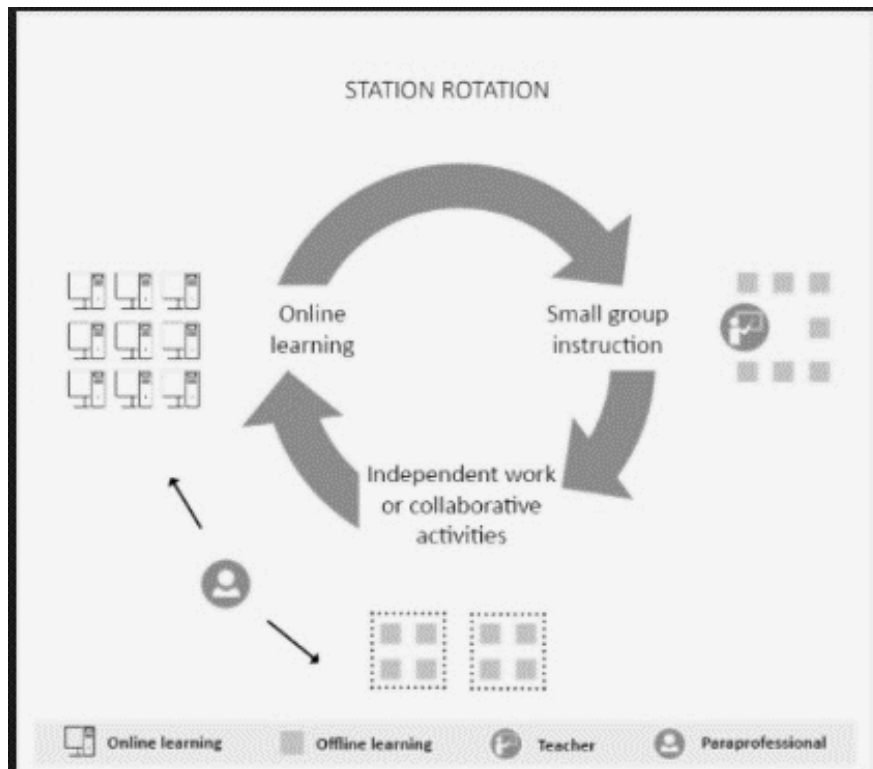 STATION ROTATION
Online
learning
Small group
instruction
Independent work
or collaborative
activities
Online learning
Offline learning
Teacher
Paraprofessional